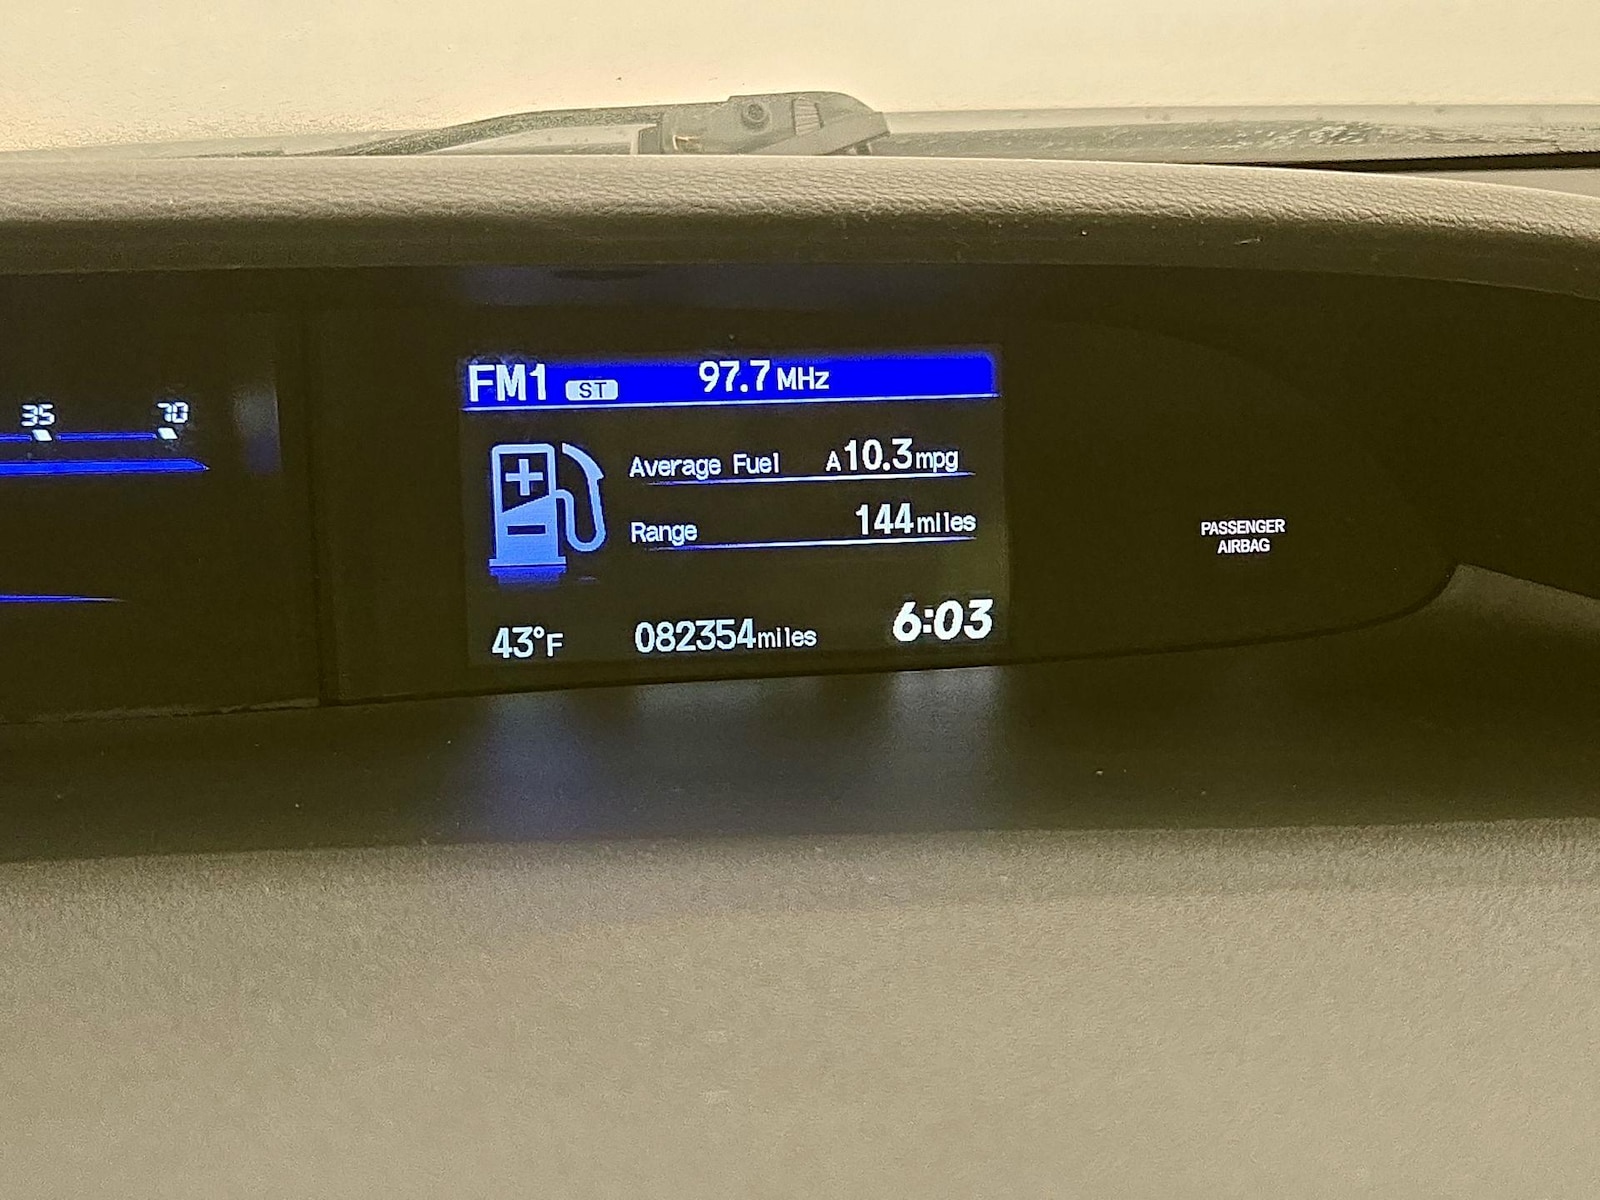 35 70
FM1 ST 97.7 MHz
Average Fuel A10.3mpg
Range 144miles
43°F 082354miles 6:03
PASSENGER
AIRBAG